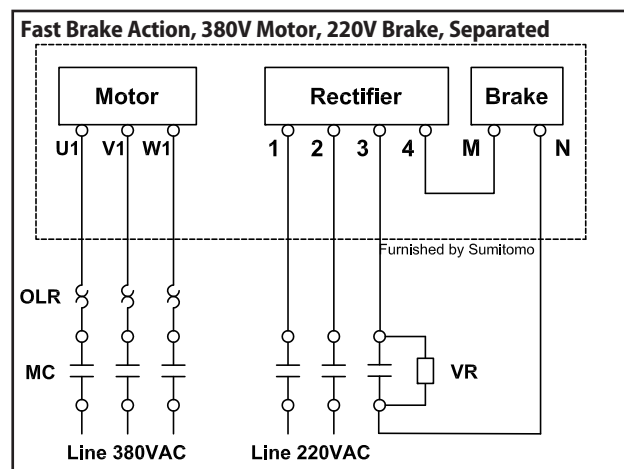 Fast Brake Action, 380V Motor, 220V Brake, Separated
Motor Rectifier Brake
U1 V1 W1 1 2 3 4 M N
Furnished by Sumitomo
OLR
MC VR
Line 380VAC Line 220VAC